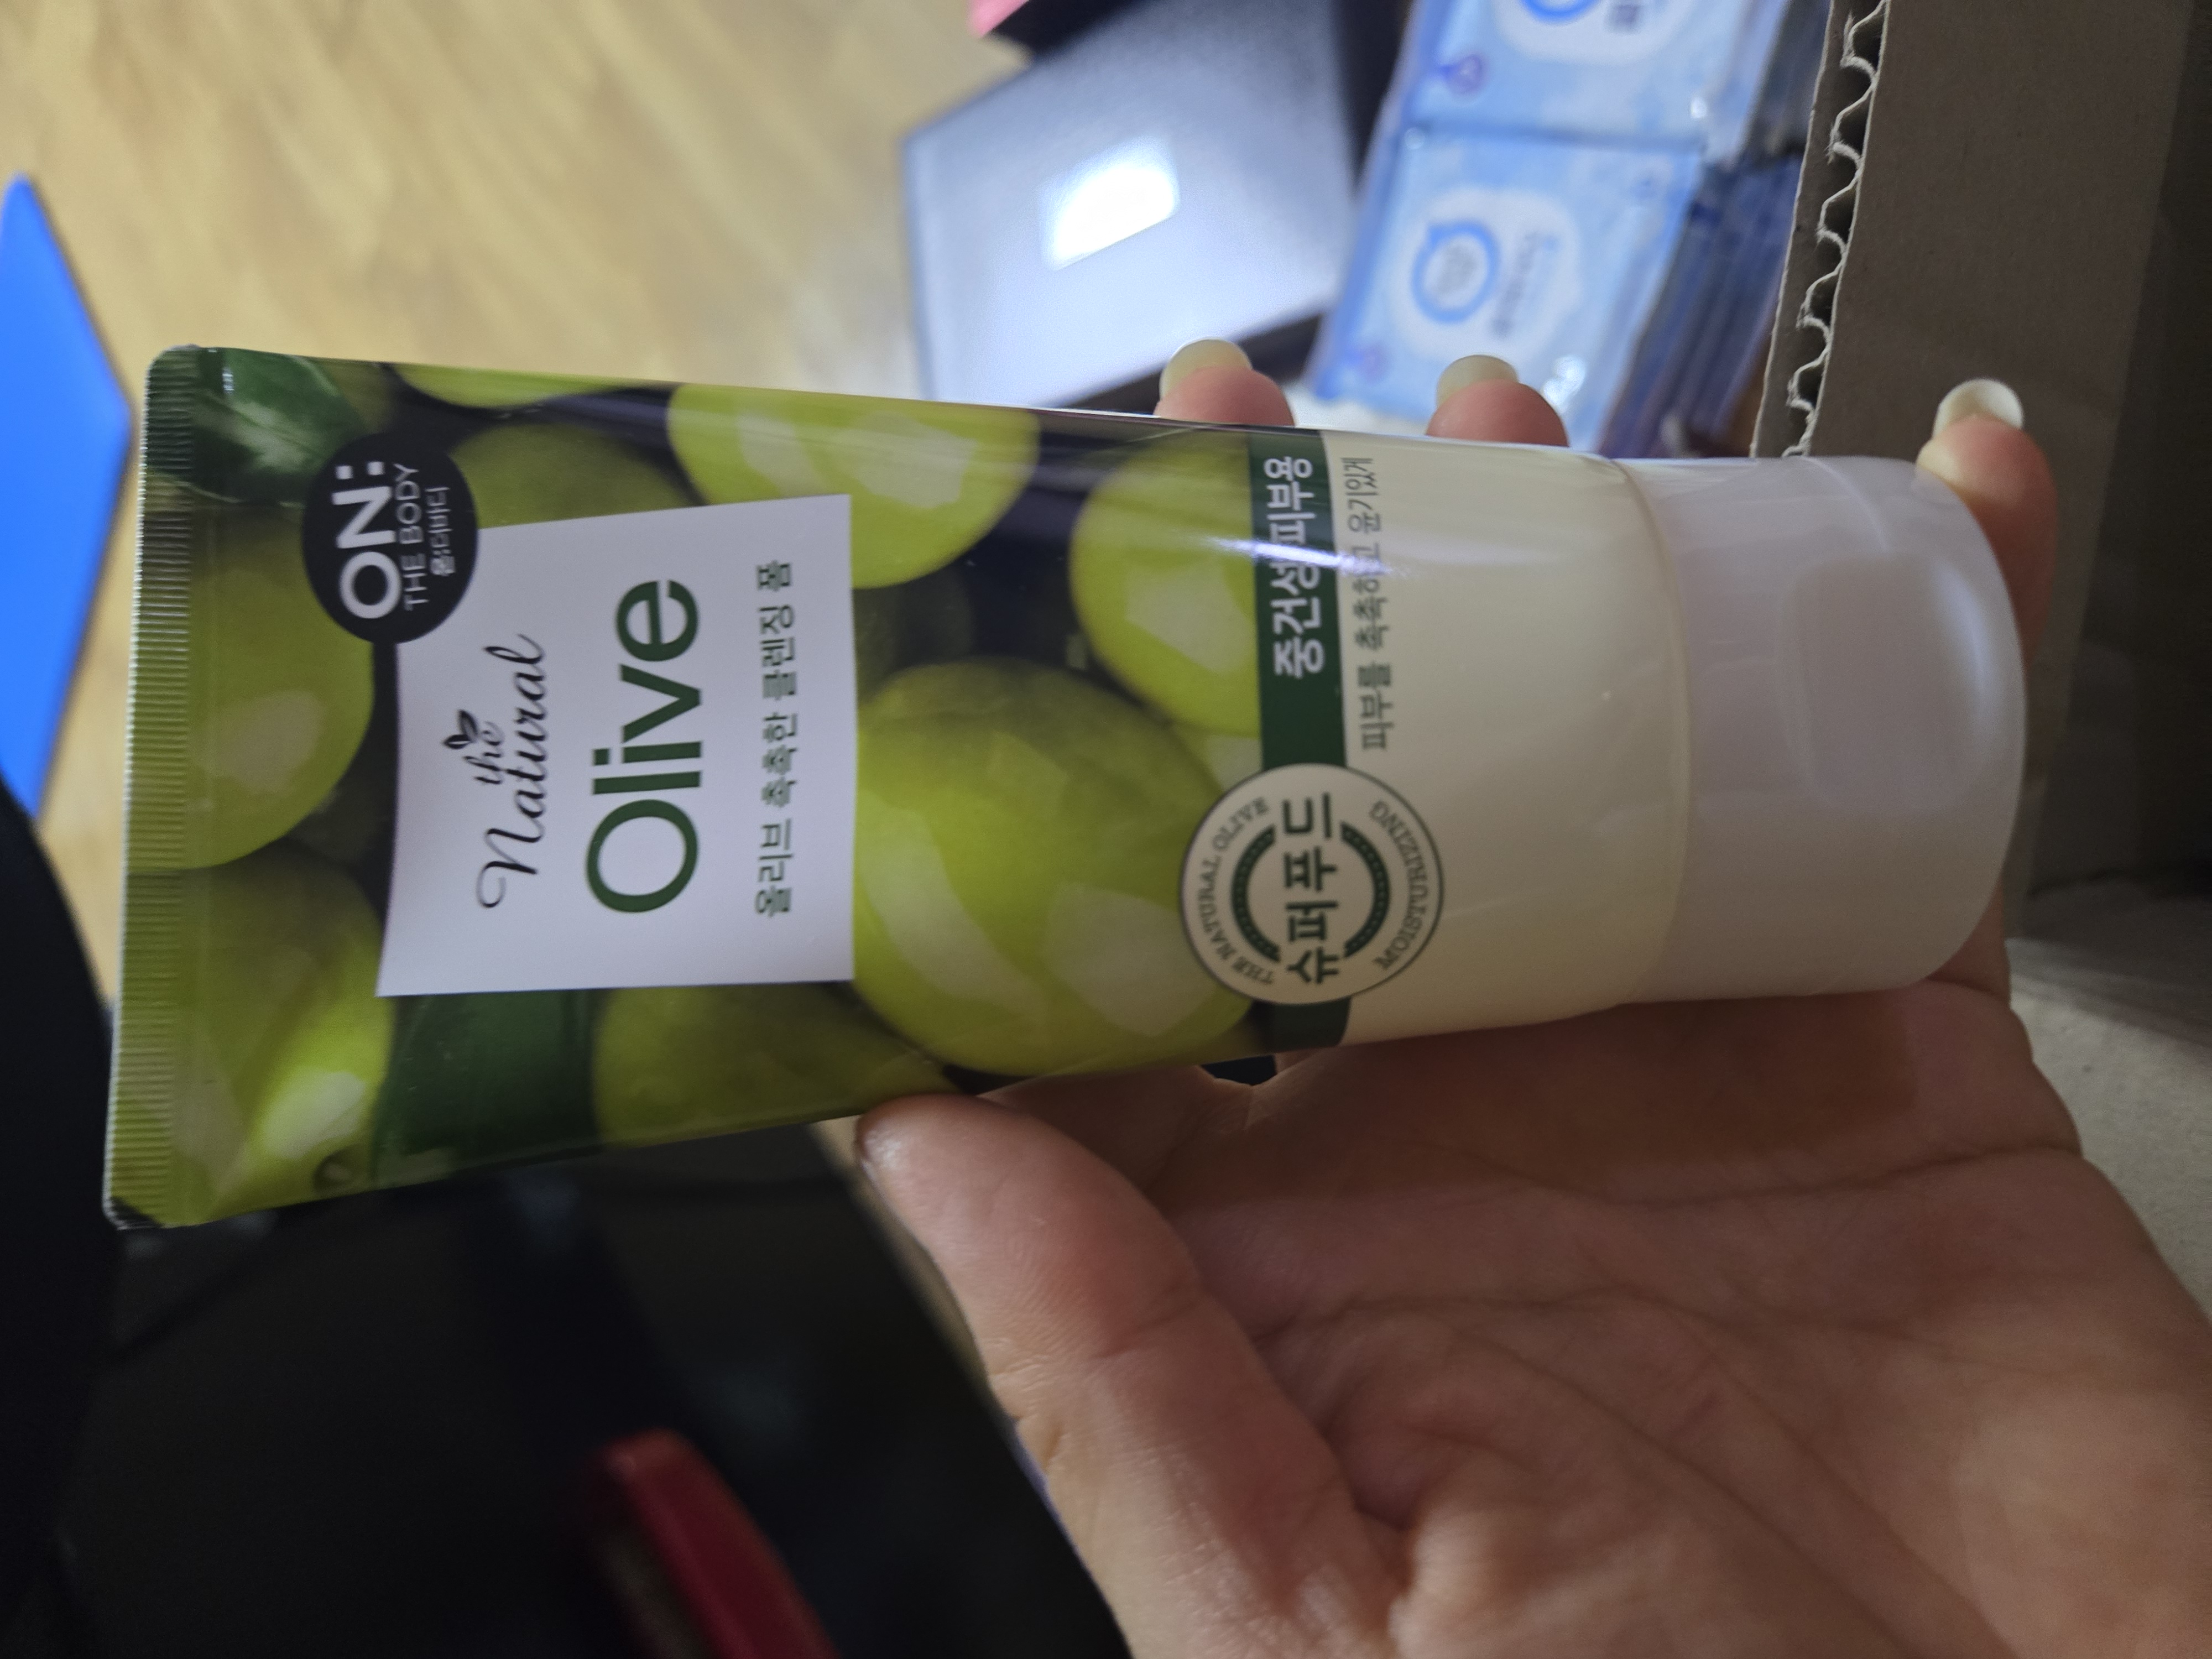 ON:
THE BODY
온:더바디
the
Natural
Olive
올리브 촉촉한 클렌징 폼
중건성 피부용
피부를 촉촉하고 윤기있게
THE NATURAL OLIVE
슈퍼푸드
MOISTURIZING